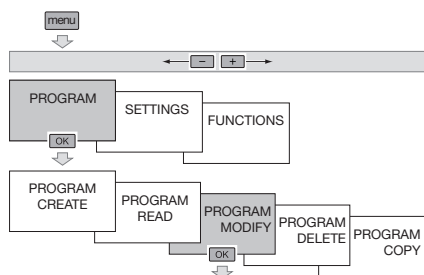 menu
- +
PROGRAM
SETTINGS
FUNCTIONS
OK
PROGRAM
CREATE
PROGRAM
READ
PROGRAM
MODIFY
PROGRAM
DELETE
PROGRAM
COPY
OK